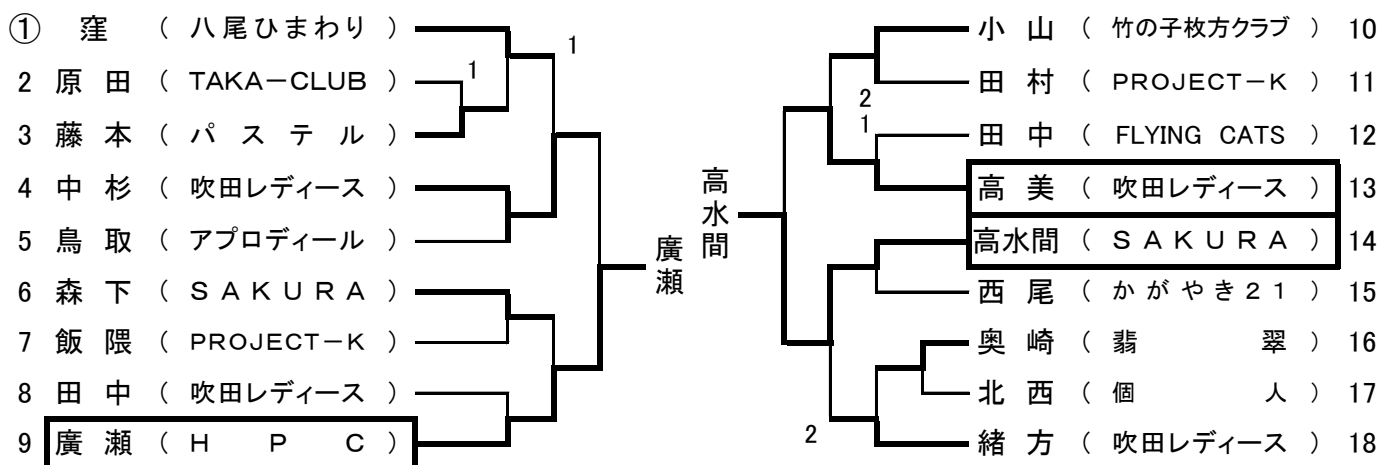 ① 窪 （ 八尾ひまわり ）
1
2 原 田 （ TAKA－CLUB ）
1
3 藤 本 （ パ ス テ ル ）
4 中 杉 （ 吹田レディース ）
5 鳥 取 （ アプロディール ）
6 森 下 （ ＳＡＫＵＲＡ ）
7 飯 隈 （ PROJECT－K ）
8 田 中 （ 吹田レディース ）
9 廣 瀬 （ Ｈ Ｐ Ｃ ）
廣瀬
高水間
小 山 （ 竹の子枚方クラブ ） 10
田 村 （ PROJECT－K ） 11
2
1
田 中 （ FLYING CATS ） 12
高 美 （ 吹田レディース ） 13
高水間 （ ＳＡＫＵＲＡ ） 14
西 尾 （ かがやき２１ ） 15
奥 崎 （ 翡 翠 ） 16
北 西 （ 個 人 ） 17
2
緒 方 （ 吹田レディース ） 18